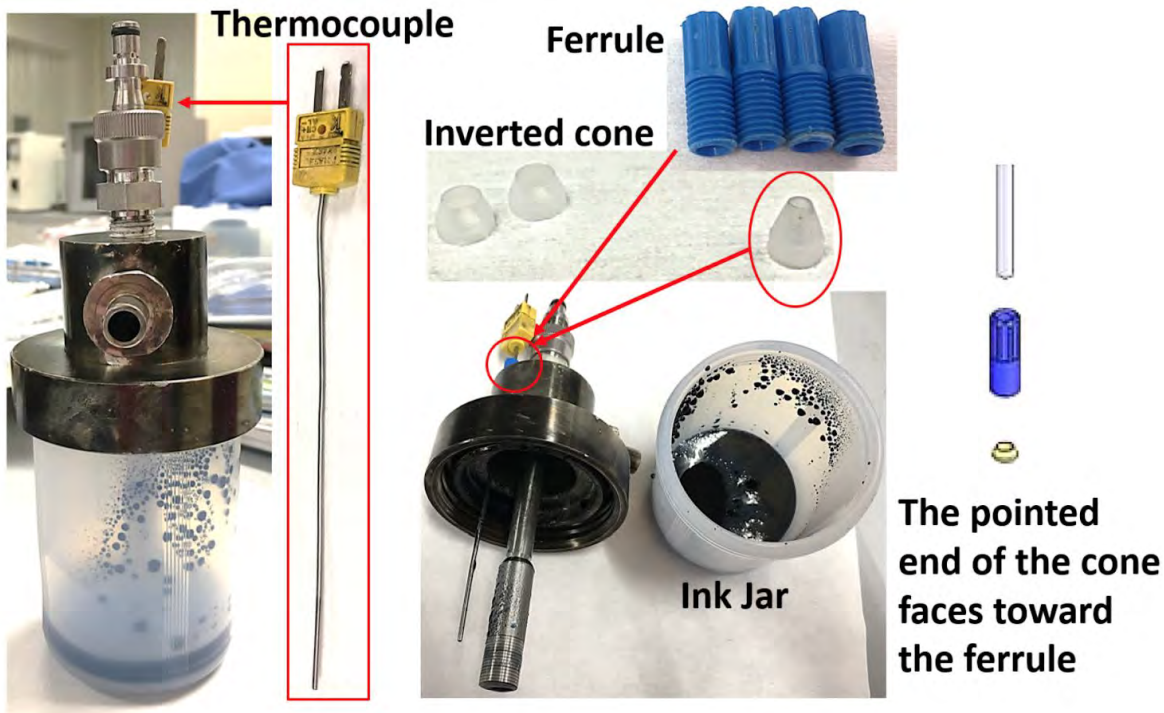 Thermocouple
Ferrule
Inverted cone
Ink Jar
The pointed
end of the cone
faces toward
the ferrule